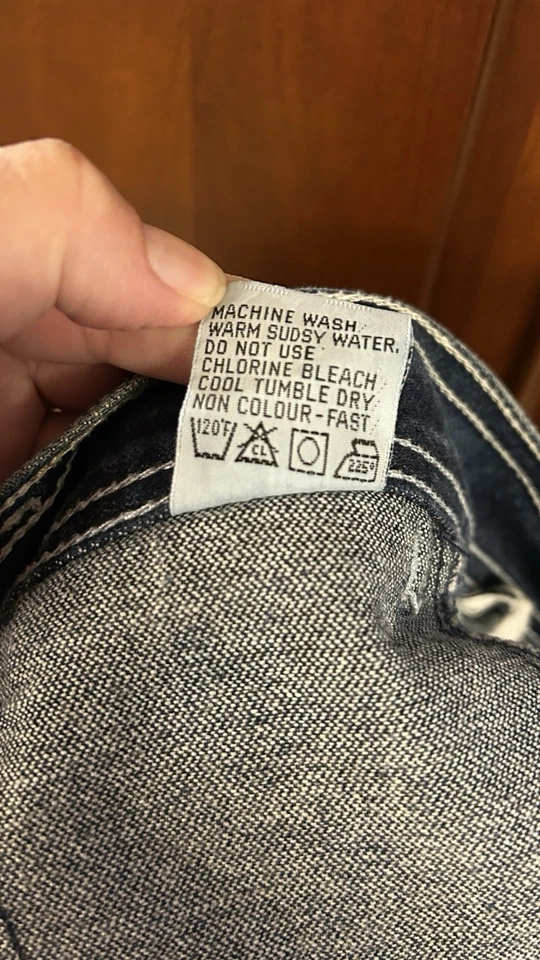 MACHINE WASH
WARM SUDSY WATER.
DO NOT USE
CHLORINE BLEACH
COOL TUMBLE DRY
NON COLOUR-FAST
120°F CL 225°